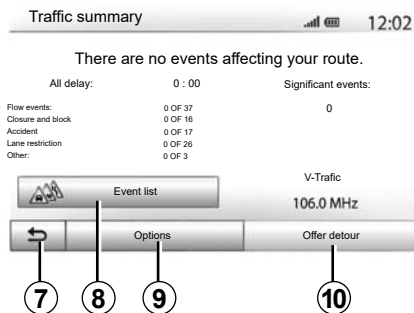 Traffic summary
12:02
There are no events affecting your route.
All delay: 0 : 00 Significant events:
Flow events: 0 OF 37 0
Closure and block 0 OF 16
Accident 0 OF 17
Lane restriction 0 OF 26
Other: 0 OF 3
V-Trafic
Event list
106.0 MHz
Options Offer detour
7 8 9 10